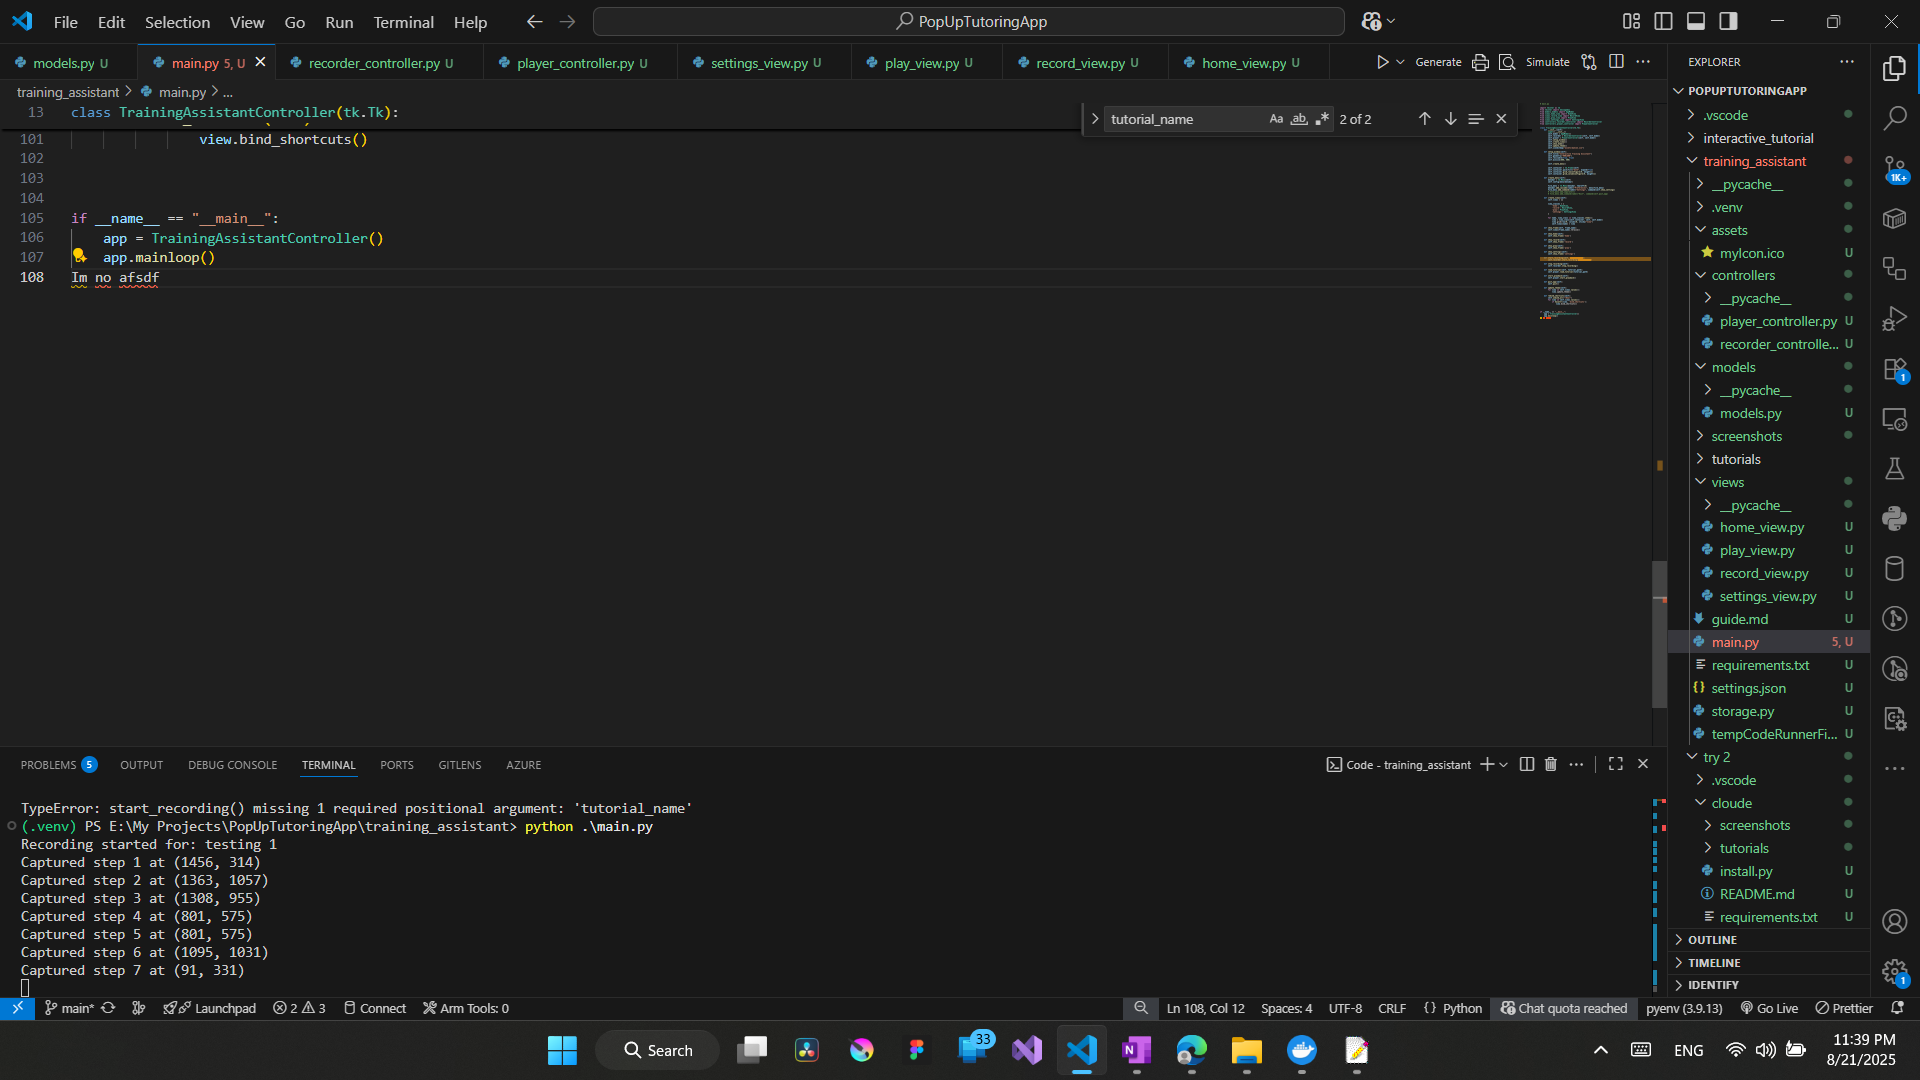 File Edit Selection View Go Run Terminal Help
PopUpTutoringApp
models.py U
main.py 5, U
recorder_controller.py U
player_controller.py U
settings_view.py U
play_view.py U
record_view.py U
home_view.py U
Generate
Simulate
training_assistant > main.py > ...
13 class TrainingAssistantController(tk.Tk):
tutorial_name
Aa ab
2 of 2
101 view.bind_shortcuts()
102
103
104
105 if __name__ == "__main__":
106 app = TrainingAssistantController()
107 app.mainloop()
108 Im no afsdf
EXPLORER
POPUPTUTORINGAPP
.vscode
interactive_tutorial
training_assistant
__pycache__
.venv
assets
myIcon.ico U
controllers
__pycache__
player_controller.py U
recorder_controlle... U
models
__pycache__
models.py U
screenshots
tutorials
views
__pycache__
home_view.py U
play_view.py U
record_view.py U
settings_view.py U
guide.md U
main.py 5, U
requirements.txt U
settings.json U
storage.py U
tempCodeRunnerFi... U
try 2
.vscode
cloude
screenshots
tutorials
install.py U
README.md U
requirements.txt U
OUTLINE
TIMELINE
IDENTIFY
1K+
1
1
PROBLEMS 5 OUTPUT DEBUG CONSOLE TERMINAL PORTS GITLENS AZURE
Code - training_assistant
TypeError: start_recording() missing 1 required positional argument: 'tutorial_name'
(.venv) PS E:\My Projects\PopUpTutoringApp\training_assistant> python .\main.py
Recording started for: testing 1
Captured step 1 at (1456, 314)
Captured step 2 at (1363, 1057)
Captured step 3 at (1308, 955)
Captured step 4 at (801, 575)
Captured step 5 at (801, 575)
Captured step 6 at (1095, 1031)
Captured step 7 at (91, 331)
main* Launchpad 2 3 Connect Arm Tools: 0
Ln 108, Col 12 Spaces: 4 UTF-8 CRLF {} Python Chat quota reached pyenv (3.9.13) Go Live Prettier
Search
33
ENG
11:39 PM
8/21/2025